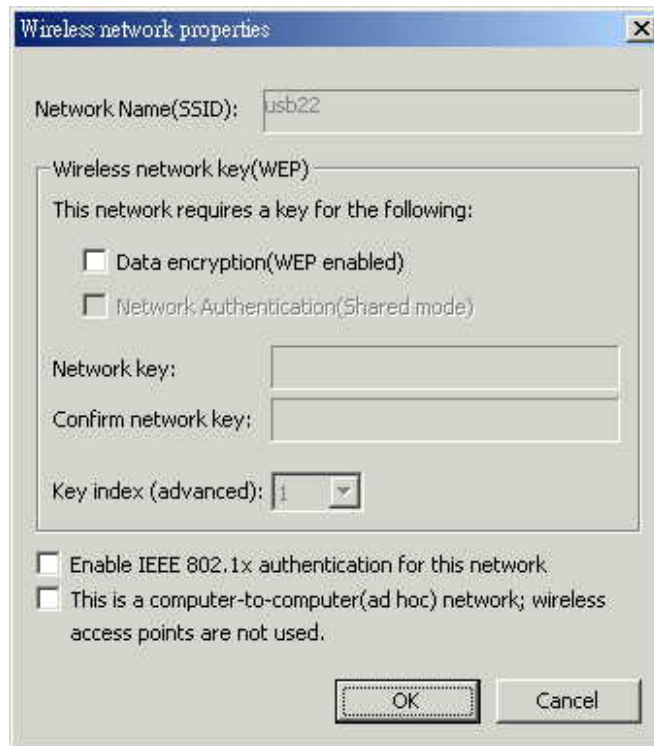 Wireless network properties
Network Name(SSID): usb22
Wireless network key(WEP)
This network requires a key for the following:
Data encryption(WEP enabled)
Network Authentication(Shared mode)
Network key:
Confirm network key:
Key index (advanced): 1
Enable IEEE 802.1x authentication for this network
This is a computer-to-computer(ad hoc) network; wireless
access points are not used.
OK Cancel